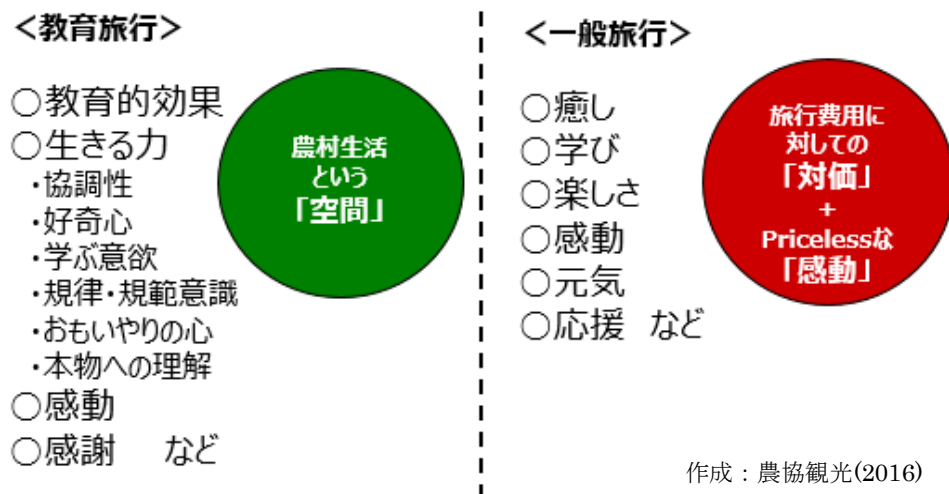 ＜教育旅行＞
○教育的効果
○生きる力
・協調性
・好奇心
・学ぶ意欲
・規律・規範意識
・おもいやりの心
・本物への理解
○感動
○感謝　など
農村生活
という
「空間」
＜一般旅行＞
○癒し
○学び
○楽しさ
○感動
○元気
○応援　など
旅行費用に
対しての
「対価」
+
Pricelessな
「感動」
作成：農協観光(2016)